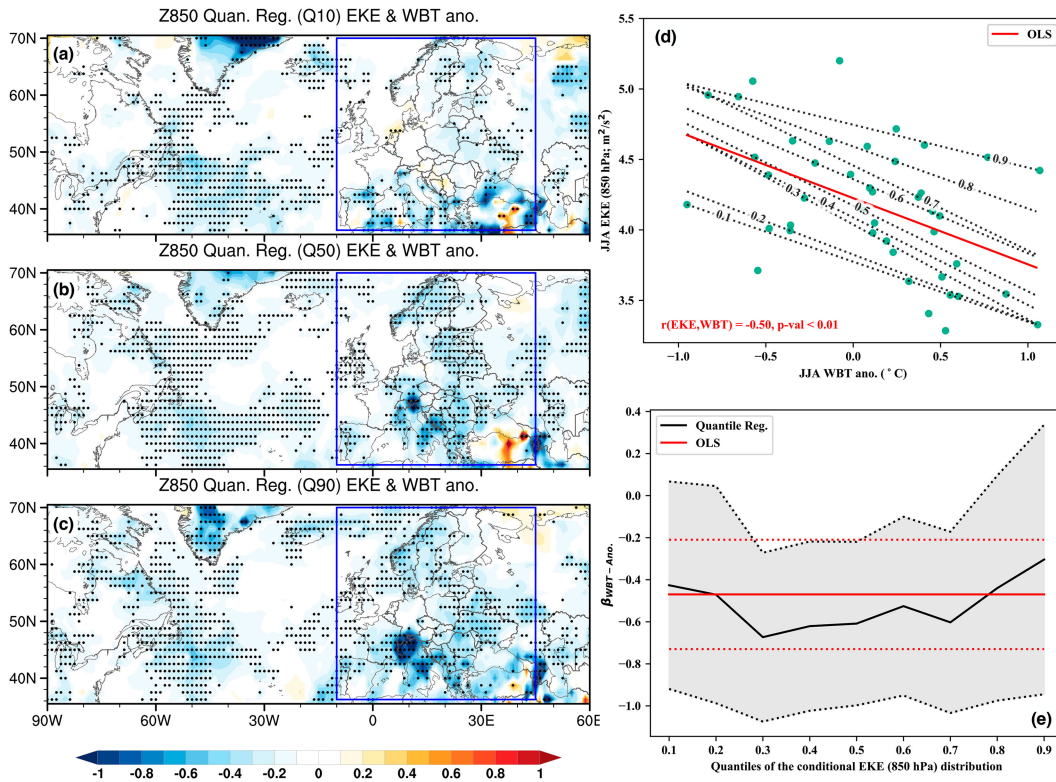 Z850 Quan. Reg. (Q10) EKE & WBT ano.
(a)
70N
60N
50N
40N
Z850 Quan. Reg. (Q50) EKE & WBT ano.
(b)
70N
60N
50N
40N
Z850 Quan. Reg. (Q90) EKE & WBT ano.
(c)
70N
60N
50N
40N
90W 60W 30W 0 30E 60E
-1 -0.8 -0.6 -0.4 -0.2 0 0.2 0.4 0.6 0.8 1
(d)
OLS
JJA EKE (850 hPa; m²/s²)
5.5
5.0
4.5
4.0
3.5
0.9
0.8
0.7
0.6
0.5
0.4
0.3
0.2
0.1
r(EKE,WBT) = -0.50, p-val < 0.01
−1.0 −0.5 0.0 0.5 1.0
JJA WBT ano. (°C)
Quantile Reg.
OLS
βWBT−Ano.
0.4
0.2
0.0
−0.2
−0.4
−0.6
−0.8
−1.0
(e)
0.1 0.2 0.3 0.4 0.5 0.6 0.7 0.8 0.9
Quantiles of the conditional EKE (850 hPa) distribution